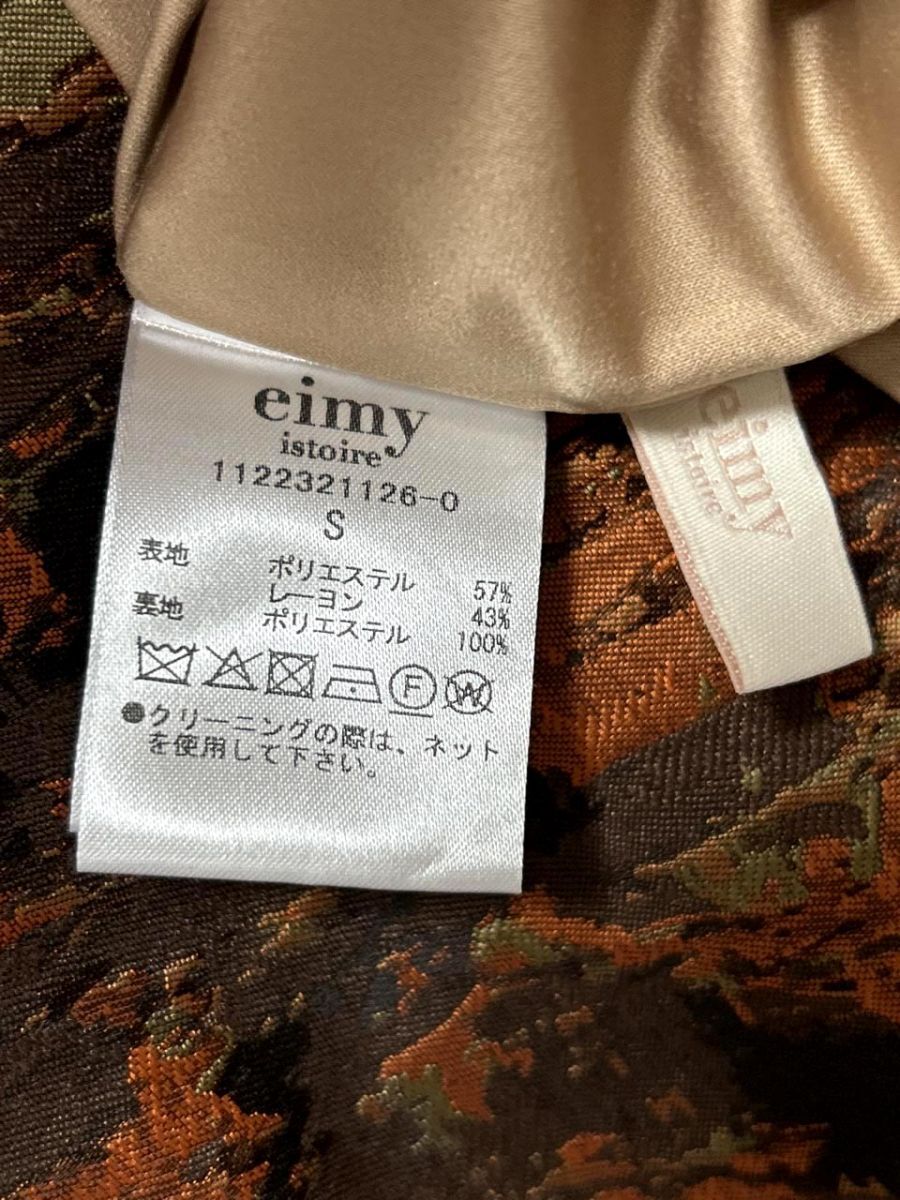 eimy
istoire
1122321126-0
S
表地 ポリエステル 57%
レーヨン 43%
裏地 ポリエステル 100%
F W
●クリーニングの際は、ネット
を使用して下さい。
eimy
istoire